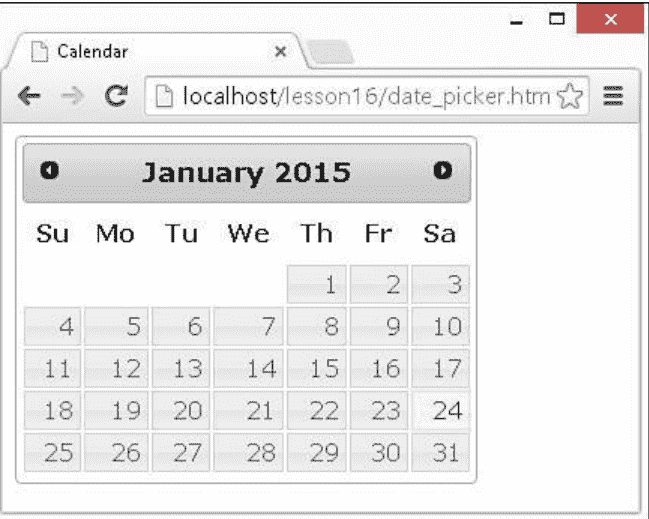 Calendar
localhost/lesson16/date_picker.htm
January 2015
Su Mo Tu We Th Fr Sa
1 2 3
4 5 6 7 8 9 10
11 12 13 14 15 16 17
18 19 20 21 22 23 24
25 26 27 28 29 30 31